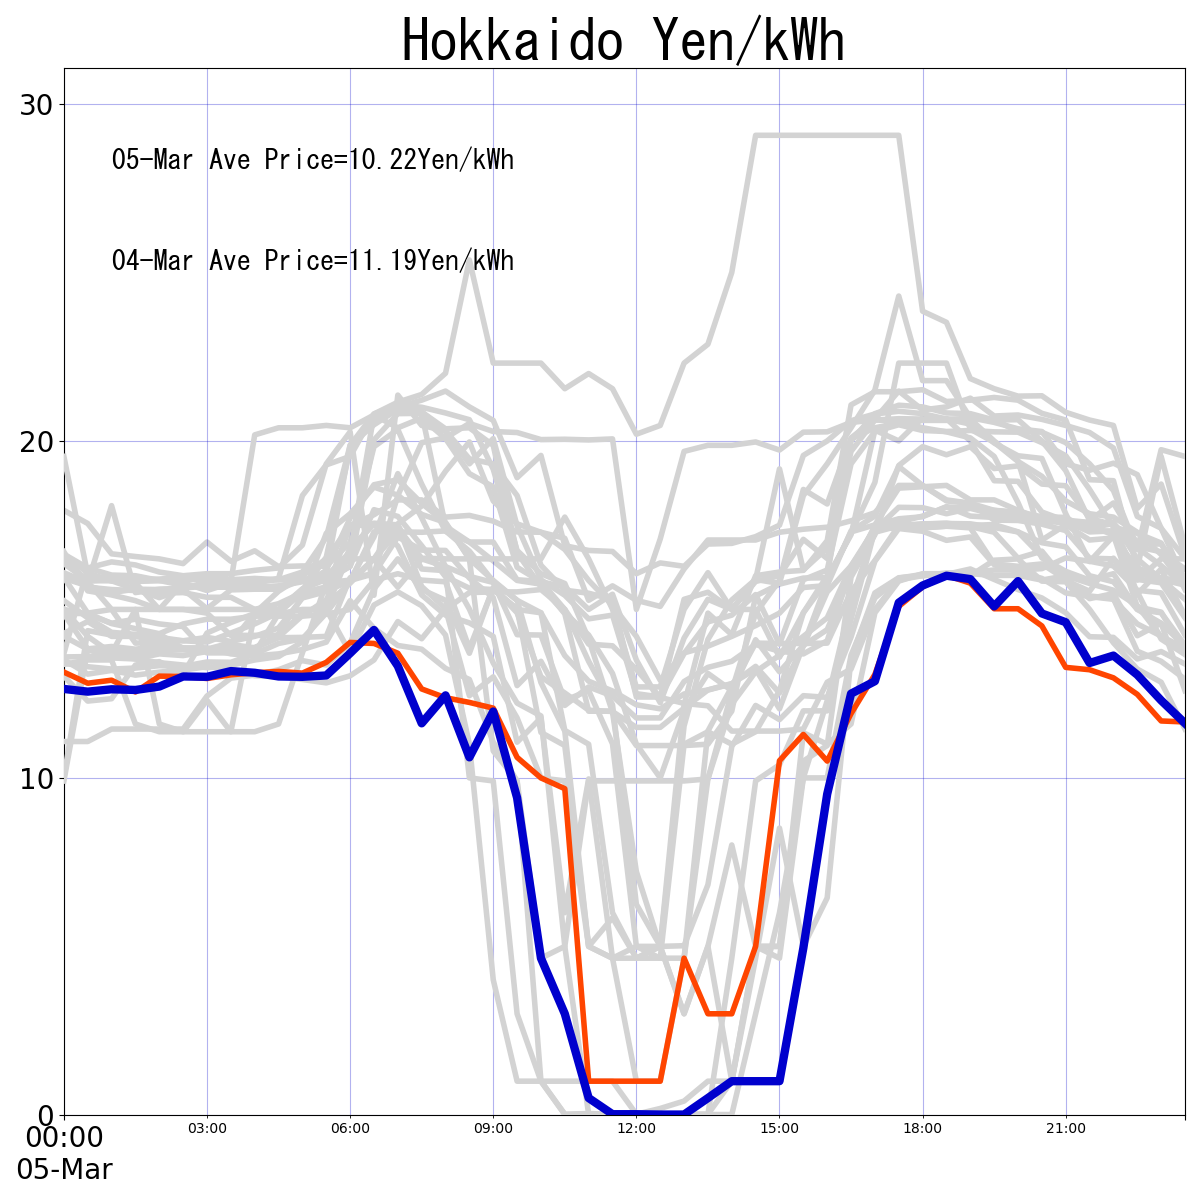 Hokkaido Yen/kWh
30
05-Mar Ave Price=10.22Yen/kWh
04-Mar Ave Price=11.19Yen/kWh
20
10
0
00:00 03:00 06:00 09:00 12:00 15:00 18:00 21:00
05-Mar